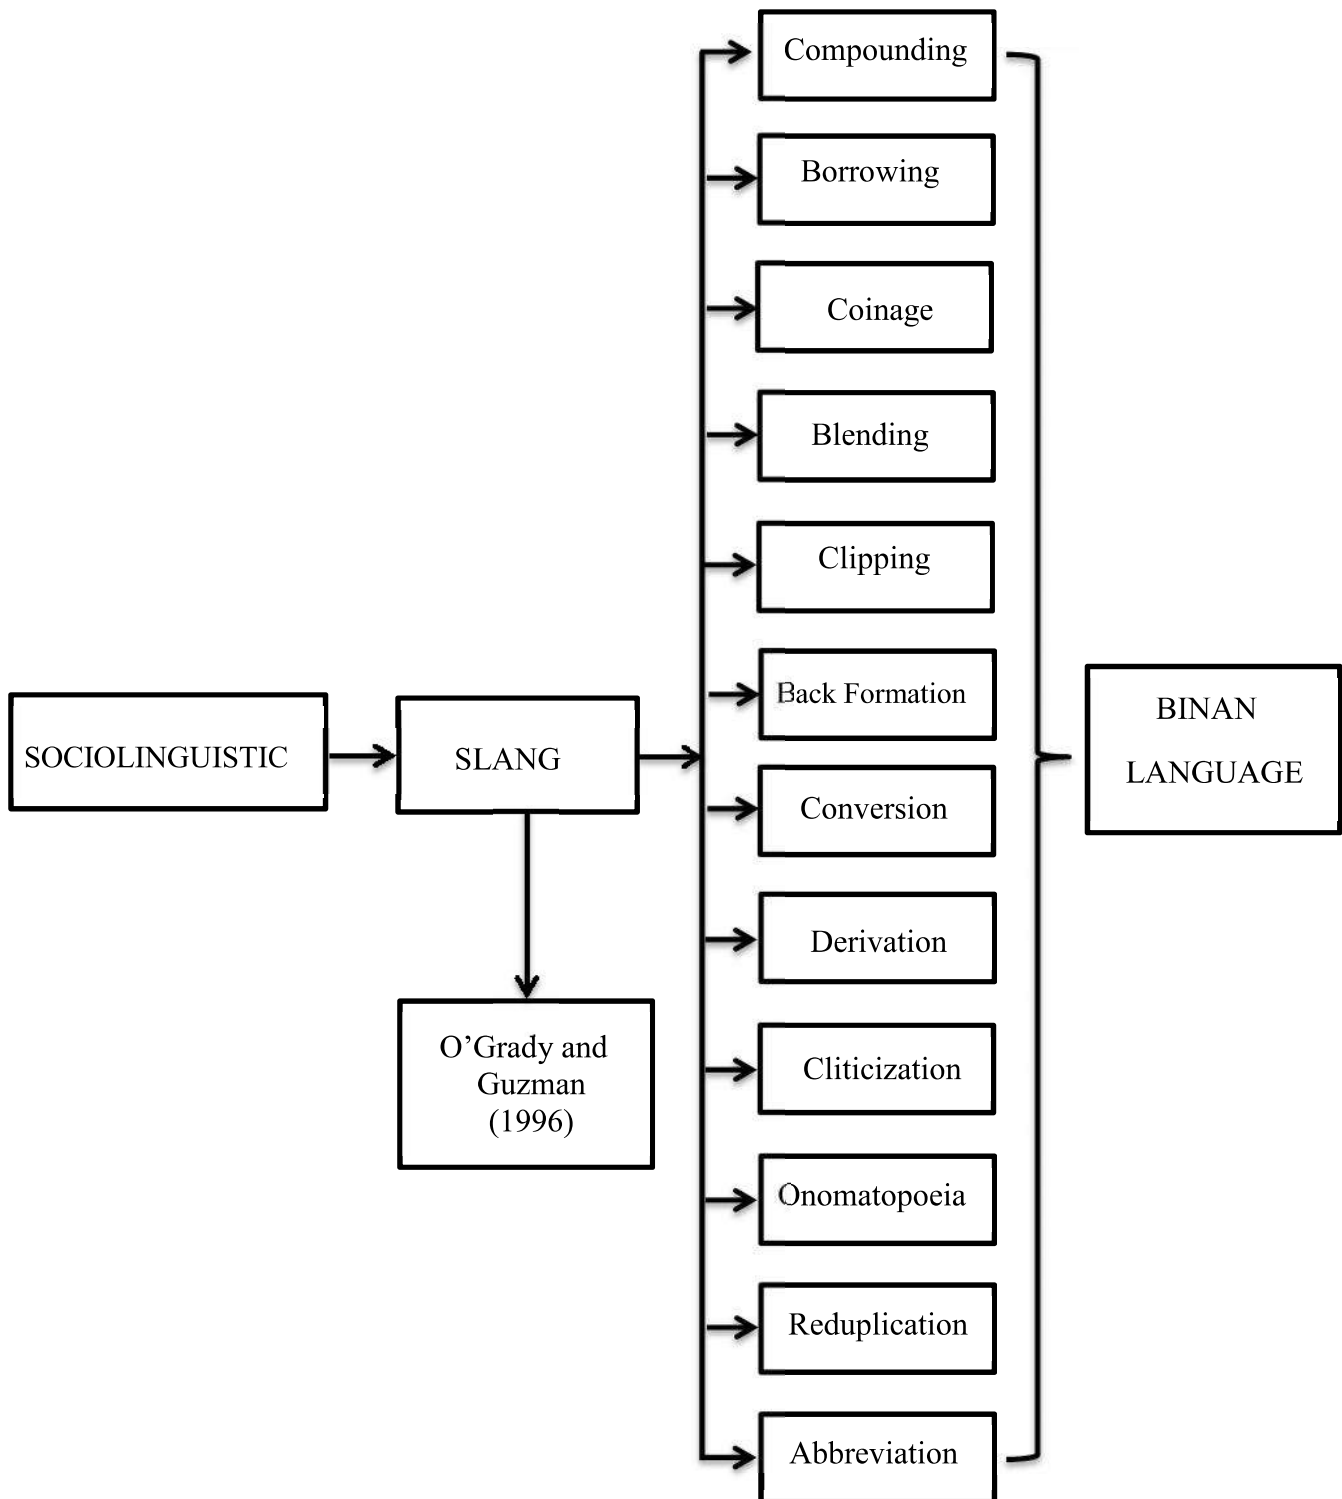 SOCIOLINGUISTIC
SLANG
O’Grady and
Guzman
(1996)
Compounding
Borrowing
Coinage
Blending
Clipping
Back Formation
Conversion
Derivation
Cliticization
Onomatopoeia
Reduplication
Abbreviation
BINAN
LANGUAGE